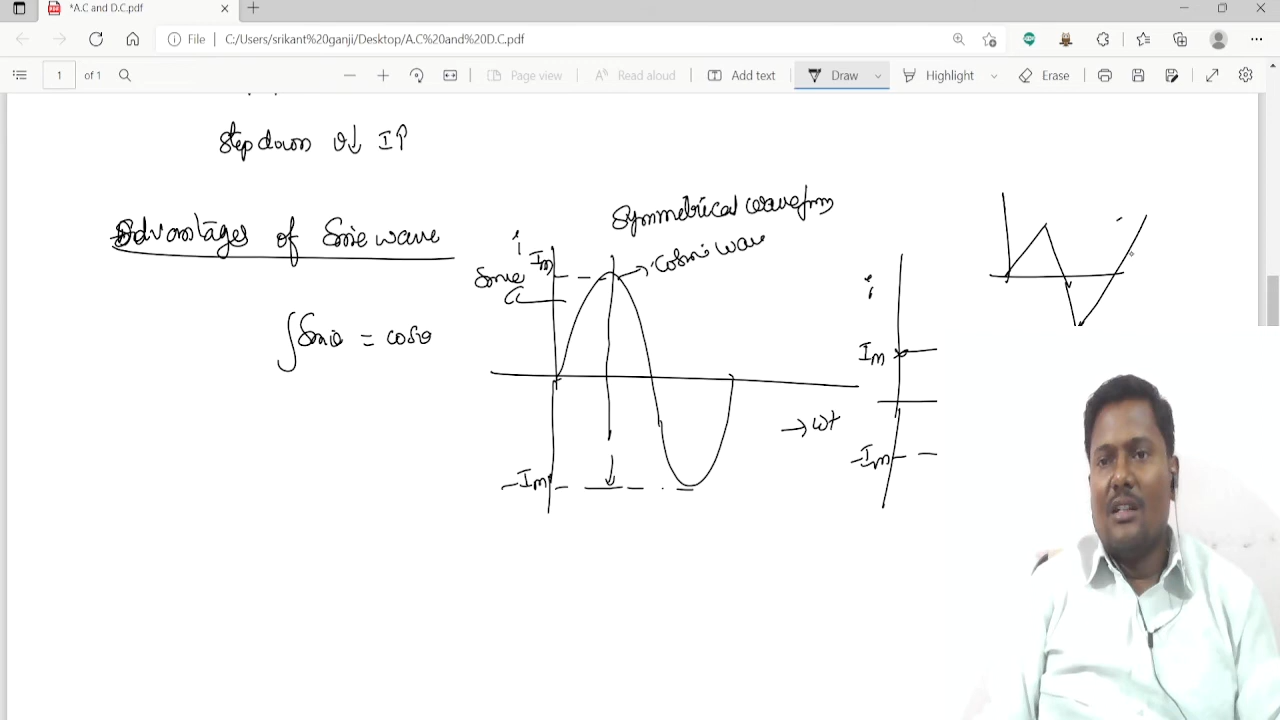 *A.C and D.C.pdf
File C:/Users/srikant%20ganji/Desktop/A.C%20and%20D.C.pdf
1 of 1 Page view Read aloud Add text Draw Highlight Erase
Step down v↓ I↑
Advantages of Sine wave
Symmetrical waveform
i
Im
Sine
cosine wave
∫Sinθ = cosθ
→ωt
-Im
i
Im
-Im